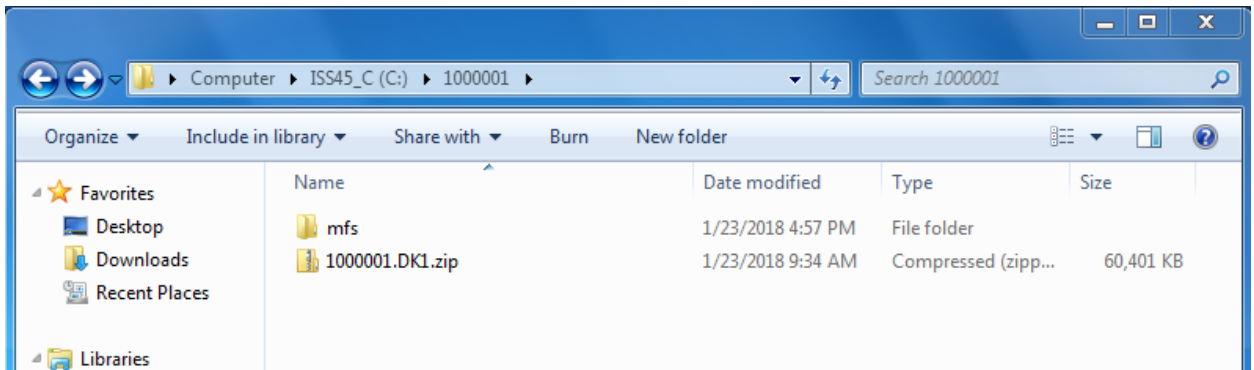 Computer ISS45_C (C:) 1000001 Search 1000001
Organize Include in library Share with Burn New folder
Favorites
Desktop
Downloads
Recent Places
Libraries
Name Date modified Type Size
mfs 1/23/2018 4:57 PM File folder
1000001.DK1.zip 1/23/2018 9:34 AM Compressed (zipp... 60,401 KB